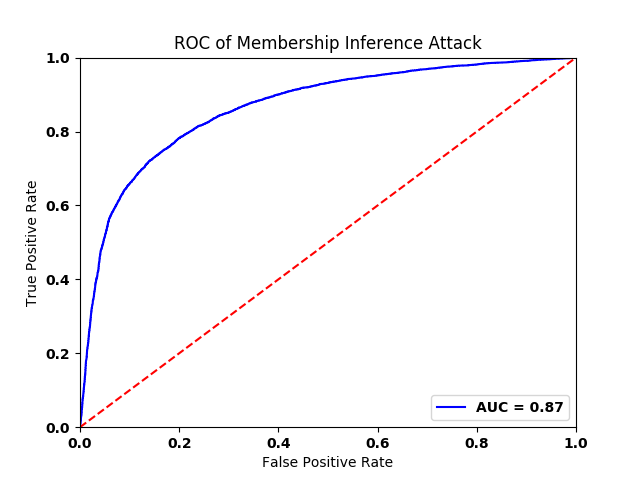 ROC of Membership Inference Attack
True Positive Rate
1.0
0.8
0.6
0.4
0.2
0.0
0.0 0.2 0.4 0.6 0.8 1.0
False Positive Rate
AUC = 0.87